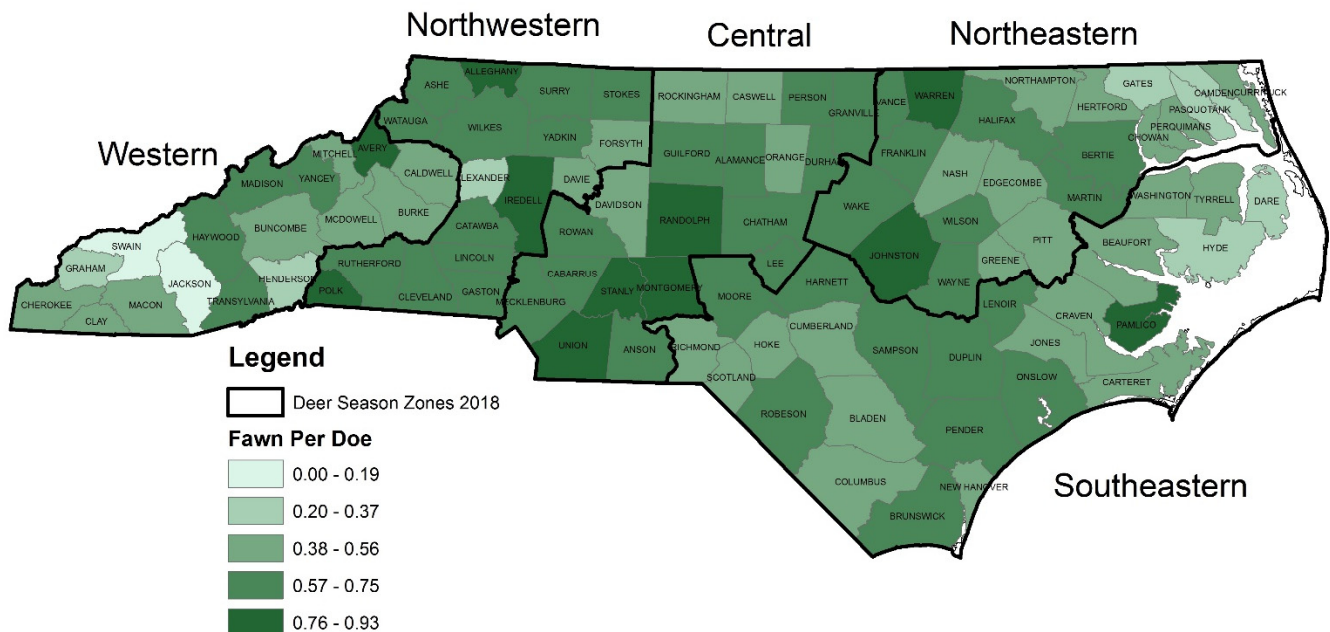 Northwestern
Central
Northeastern
Western
Southeastern
ALLEGHANY
ASHE
SURRY
STOKES
WATAUGA
WILKES
YADKIN
FORSYTH
ROCKINGHAM
CASWELL
PERSON
GRANVILLE
VANCE
WARREN
NORTHAMPTON
GATES
CAMDEN
CURRITUCK
PASQUOTANK
HERTFORD
PERQUIMANS
CHOWAN
HALIFAX
BERTIE
FRANKLIN
GUILFORD
ALAMANCE
ORANGE
DURHA
MITCHELL
AVERY
CALDWELL
LEXANDER
IREDELL
DAVIE
DAVIDSON
RANDOLPH
CHATHAM
WAKE
NASH
EDGECOMBE
MARTIN
WASHINGTON
TYRRELL
DARE
MADISON
YANCEY
MCDOWELL
BURKE
CATAWBA
ROWAN
LINCOLN
BUNCOMBE
HAYWOOD
SWAIN
GRAHAM
JACKSON
HENDERSON
RUTHERFORD
POLK
CLEVELAND
GASTON
CABARRUS
MECKLENBURG
STANLY
MONTGOMERY
LEE
MOORE
HARNETT
JOHNSTON
WILSON
GREENE
PITT
BEAUFORT
HYDE
WAYNE
LENOIR
CRAVEN
PAMLICO
JONES
CHEROKEE
CLAY
MACON
TRANSYLVANIA
UNION
ANSON
RICHMOND
SCOTLAND
HOKE
CUMBERLAND
SAMPSON
DUPLIN
ONSLOW
CARTERET
ROBESON
BLADEN
PENDER
COLUMBUS
NEW HANOVER
BRUNSWICK
Legend
Deer Season Zones 2018
Fawn Per Doe
0.00 - 0.19
0.20 - 0.37
0.38 - 0.56
0.57 - 0.75
0.76 - 0.93